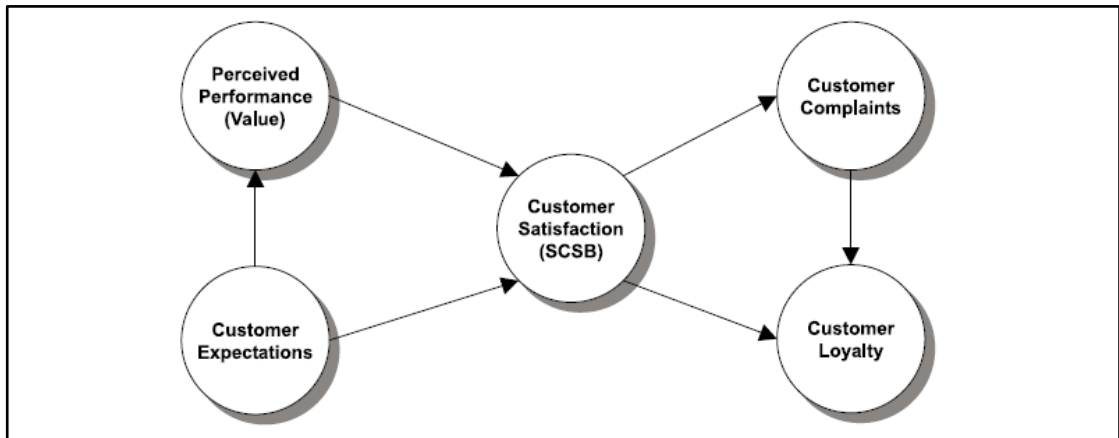 Perceived
Performance
(Value)
Customer
Complaints
Customer
Satisfaction
(SCSB)
Customer
Expectations
Customer
Loyalty